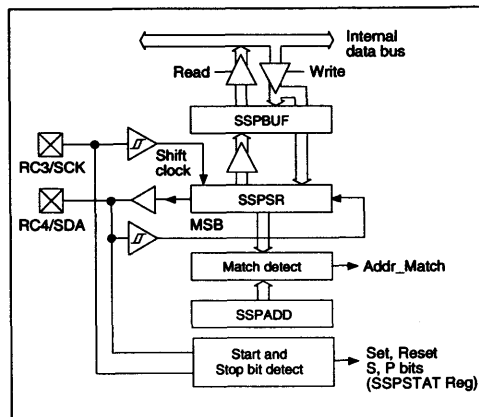 Internal
data bus
Read
Write
SSPBUF
RC3/SCK
Shift
clock
RC4/SDA
MSB
SSPSR
Match detect
Addr_Match
SSPADD
Start and
Stop bit detect
Set, Reset
S, P bits
(SSPSTAT Reg)